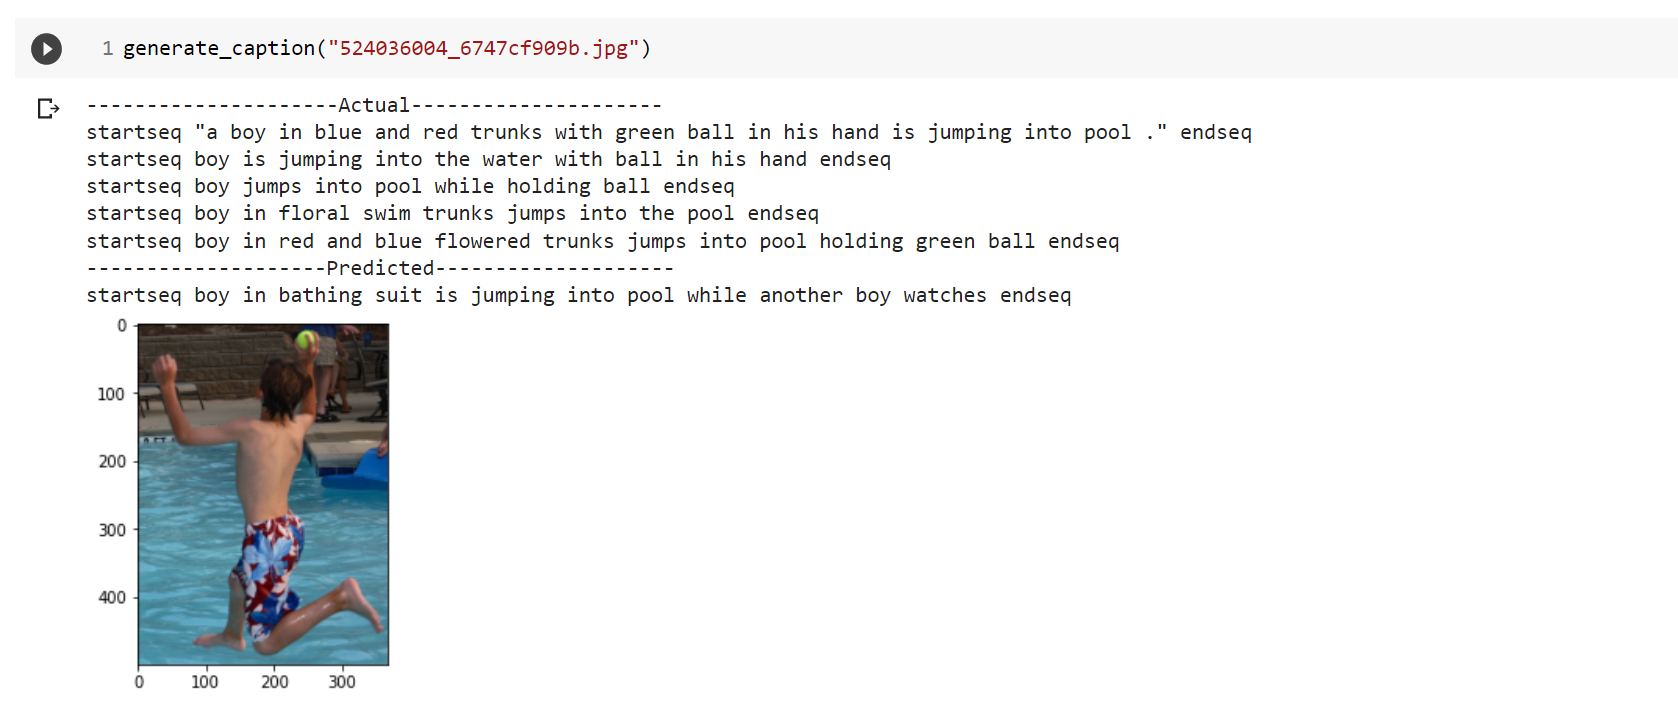 1 generate_caption("524036004_6747cf909b.jpg")
---------------------Actual---------------------
startseq "a boy in blue and red trunks with green ball in his hand is jumping into pool ." endseq
startseq boy is jumping into the water with ball in his hand endseq
startseq boy jumps into pool while holding ball endseq
startseq boy in floral swim trunks jumps into the pool endseq
startseq boy in red and blue flowered trunks jumps into pool holding green ball endseq
--------------------Predicted--------------------
startseq boy in bathing suit is jumping into pool while another boy watches endseq
0
100
200
300
400
0 100 200 300